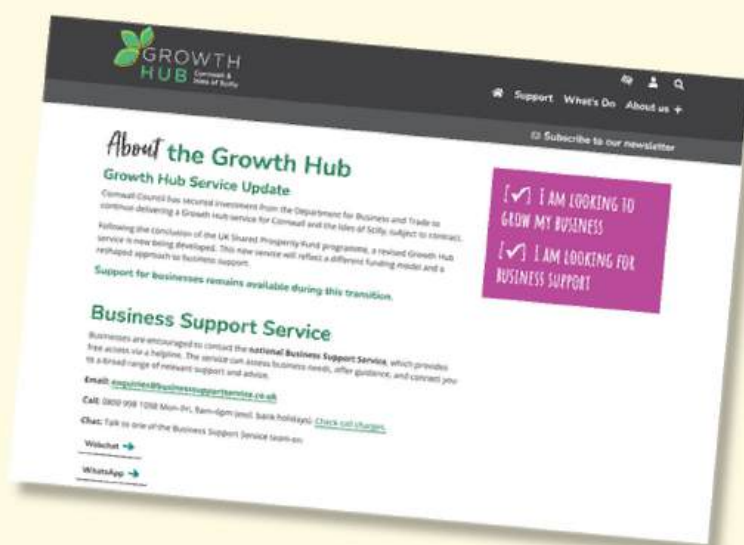 GROWTH
HUB Cornwall &
Isles of Scilly
Support What's Do About us +
Subscribe to our newsletter
About the Growth Hub
Growth Hub Service Update
Cornwall Council has secured investment from the Department for Business and Trade to
continue delivering a Growth Hub service for Cornwall and the Isles of Scilly, subject to contract.
Following the conclusion of the UK Shared Prosperity Fund programme, a revised Growth Hub
service is now being developed. This new service will reflect a different funding model and a
reshaped approach to business support.
Support for businesses remains available during this transition.
[✓] I AM LOOKING TO
GROW MY BUSINESS
[✓] I AM LOOKING FOR
BUSINESS SUPPORT
Business Support Service
Businesses are encouraged to contact the national Business Support Service, which provides
free access via a helpline. The service can assess business needs, offer guidance, and connect you
to a broad range of relevant support and advice.
Email: enquiries@businesssupportservice.co.uk
Call: 0800 998 1098 Mon-Fri, 9am-6pm (excl. bank holidays). Check call charges.
Chat: Talk to one of the Business Support Service team on:
Webchat →
WhatsApp →